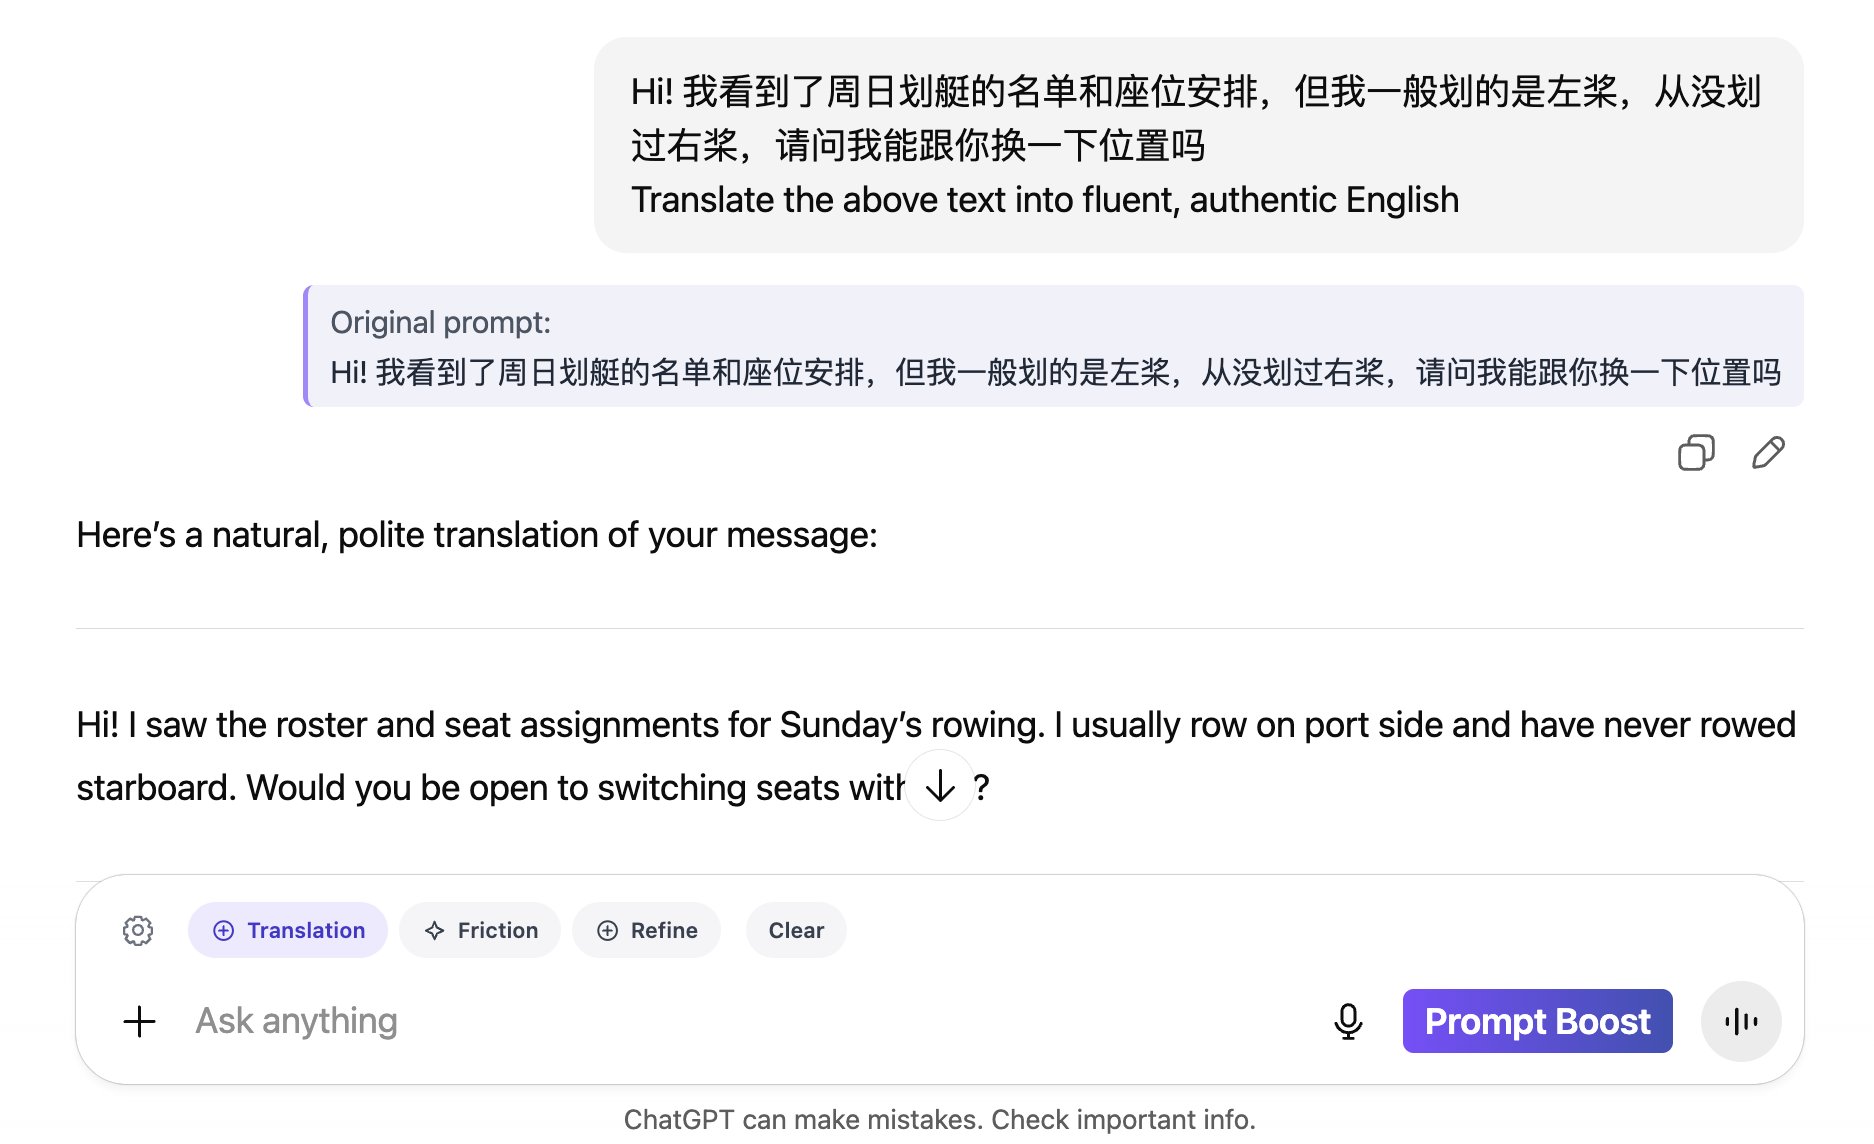 Hi! 我看到了周日划艇的名单和座位安排，但我一般划的是左桨，从没划
过右桨，请问我能跟你换一下位置吗
Translate the above text into fluent, authentic English
Original prompt:
Hi! 我看到了周日划艇的名单和座位安排，但我一般划的是左桨，从没划过右桨，请问我能跟你换一下位置吗
Here’s a natural, polite translation of your message:
Hi! I saw the roster and seat assignments for Sunday’s rowing. I usually row on port side and have never rowed
starboard. Would you be open to switching seats with ?
Translation Friction Refine Clear
Ask anything Prompt Boost
ChatGPT can make mistakes. Check important info.